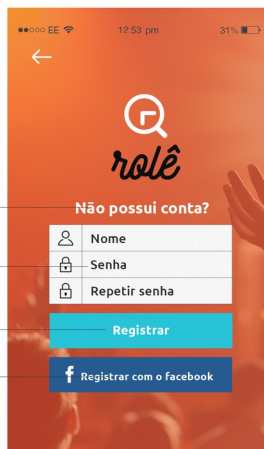 EE 12:53 pm 31%
rolê
Não possui conta?
Nome
Senha
Repetir senha
Registrar
f Registrar com o facebook